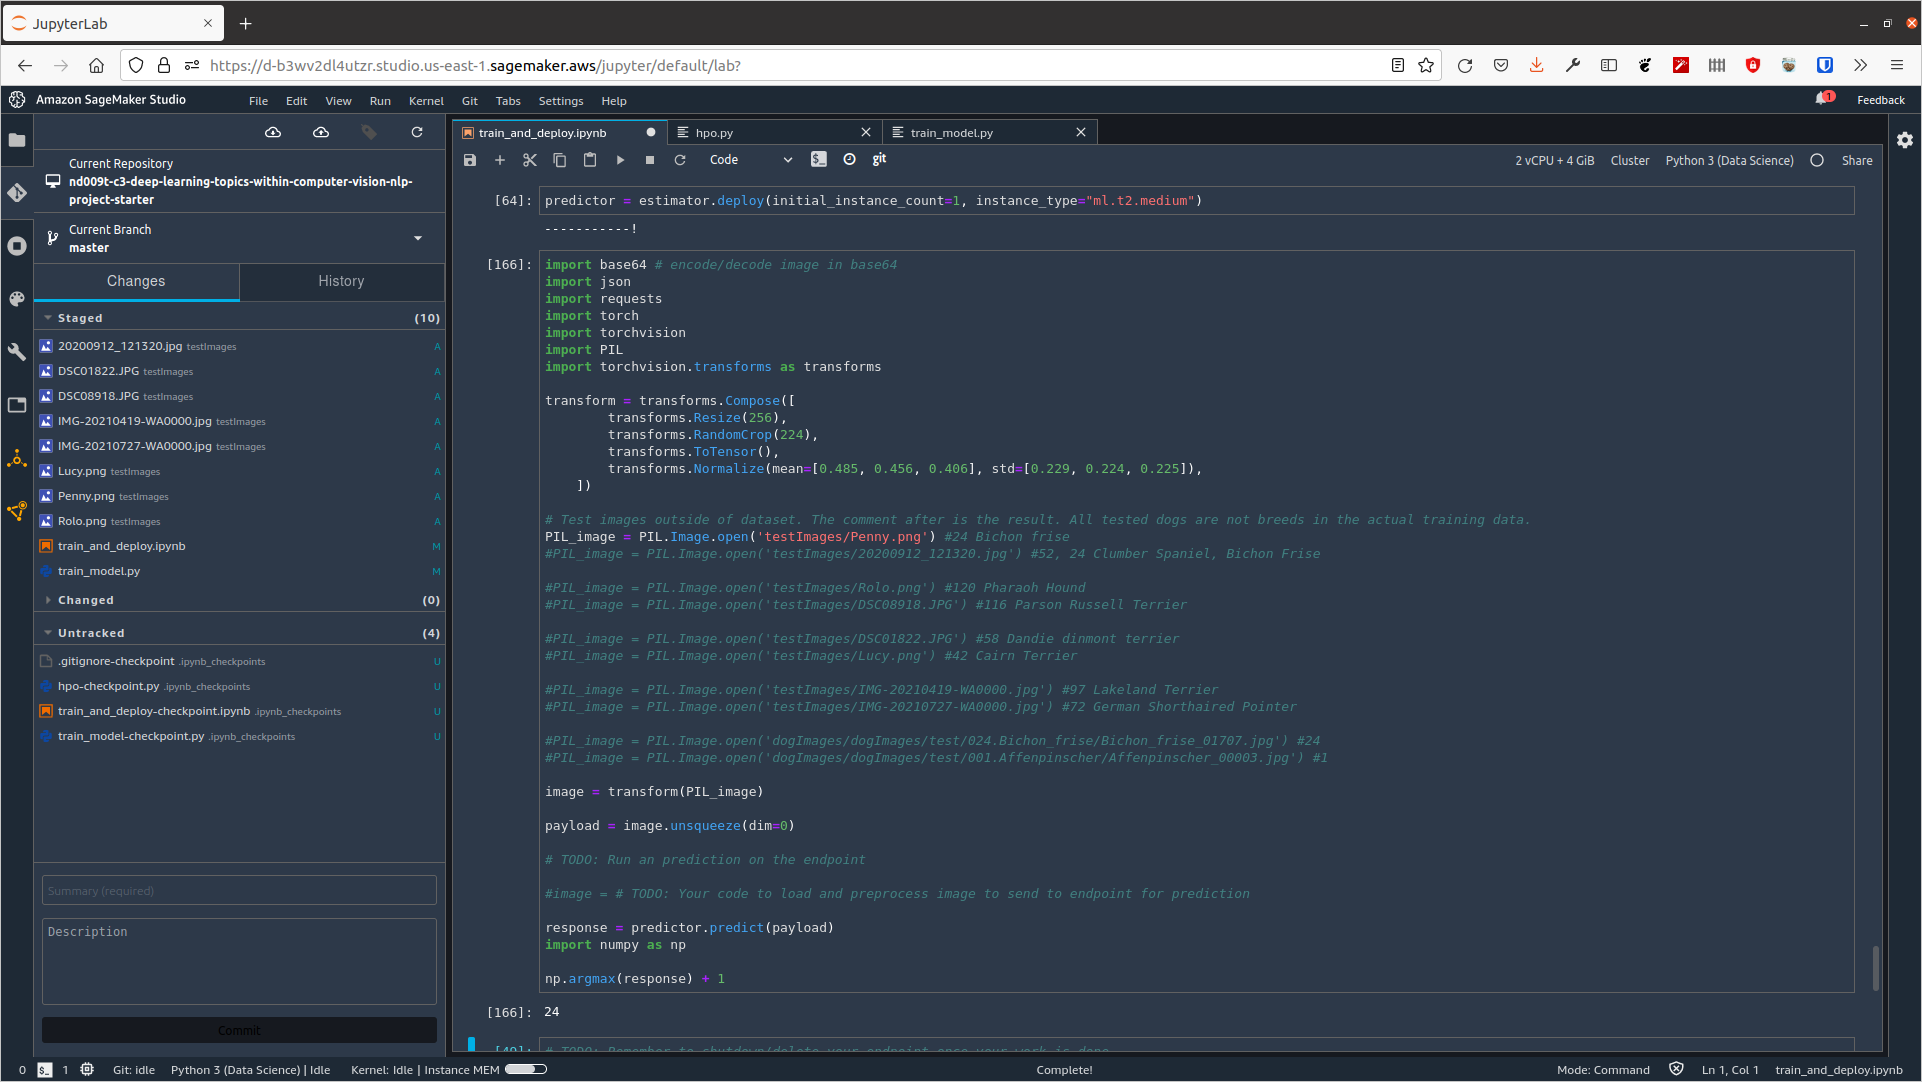 JupyterLab
https://d-b3wv2dl4utzr.studio.us-east-1.sagemaker.aws/jupyter/default/lab?
Amazon SageMaker Studio
File Edit View Run Kernel Git Tabs Settings Help
1
Feedback
Current Repository
nd009t-c3-deep-learning-topics-within-computer-vision-nlp-
project-starter
Current Branch
master
Changes
History
Staged (10)
20200912_121320.jpg testImages A
DSC01822.JPG testImages A
DSC08918.JPG testImages A
IMG-20210419-WA0000.jpg testImages A
IMG-20210727-WA0000.jpg testImages A
Lucy.png testImages A
Penny.png testImages A
Rolo.png testImages A
train_and_deploy.ipynb M
train_model.py M
Changed (0)
Untracked (4)
.gitignore-checkpoint .ipynb_checkpoints U
hpo-checkpoint.py .ipynb_checkpoints U
train_and_deploy-checkpoint.ipynb .ipynb_checkpoints U
train_model-checkpoint.py .ipynb_checkpoints U
Summary (required)
Description
Commit
train_and_deploy.ipynb
hpo.py
train_model.py
Code
$_
git
2 vCPU + 4 GiB Cluster Python 3 (Data Science) Share
[64]: predictor = estimator.deploy(initial_instance_count=1, instance_type="ml.t2.medium")
-----------!
[166]: import base64 # encode/decode image in base64
import json
import requests
import torch
import torchvision
import PIL
import torchvision.transforms as transforms
transform = transforms.Compose([
transforms.Resize(256),
transforms.RandomCrop(224),
transforms.ToTensor(),
transforms.Normalize(mean=[0.485, 0.456, 0.406], std=[0.229, 0.224, 0.225]),
])
# Test images outside of dataset. The comment after is the result. All tested dogs are not breeds in the actual training data.
PIL_image = PIL.Image.open('testImages/Penny.png') #24 Bichon frise
#PIL_image = PIL.Image.open('testImages/20200912_121320.jpg') #52, 24 Clumber Spaniel, Bichon Frise
#PIL_image = PIL.Image.open('testImages/Rolo.png') #120 Pharaoh Hound
#PIL_image = PIL.Image.open('testImages/DSC08918.JPG') #116 Parson Russell Terrier
#PIL_image = PIL.Image.open('testImages/DSC01822.JPG') #58 Dandie dinmont terrier
#PIL_image = PIL.Image.open('testImages/Lucy.png') #42 Cairn Terrier
#PIL_image = PIL.Image.open('testImages/IMG-20210419-WA0000.jpg') #97 Lakeland Terrier
#PIL_image = PIL.Image.open('testImages/IMG-20210727-WA0000.jpg') #72 German Shorthaired Pointer
#PIL_image = PIL.Image.open('dogImages/dogImages/test/024.Bichon_frise/Bichon_frise_01707.jpg') #24
#PIL_image = PIL.Image.open('dogImages/dogImages/test/001.Affenpinscher/Affenpinscher_00003.jpg') #1
image = transform(PIL_image)
payload = image.unsqueeze(dim=0)
# TODO: Run an prediction on the endpoint
#image = # TODO: Your code to load and preprocess image to send to endpoint for prediction
response = predictor.predict(payload)
import numpy as np
np.argmax(response) + 1
[166]: 24
[49]: # TODO: Remember to shutdown/delete your endpoint once your work is done
0 $_ 1 Git: idle Python 3 (Data Science) | Idle Kernel: Idle | Instance MEM Complete! Mode: Command Ln 1, Col 1 train_and_deploy.ipynb